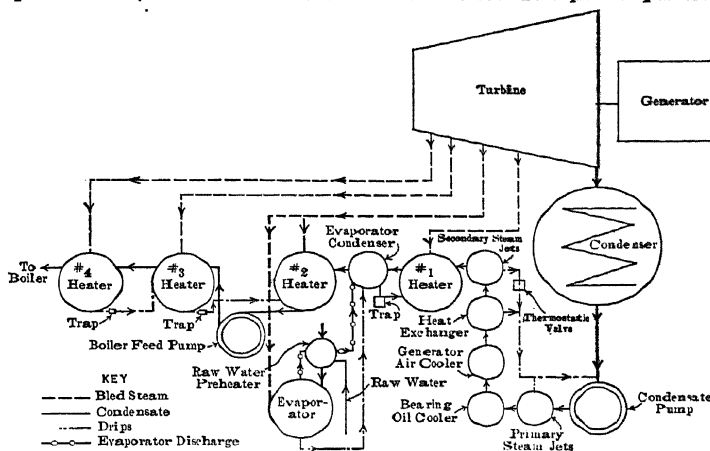 Turbine
Generator
Evaporator
Condenser
Secondary Steam
Jets
Condenser
To
Boiler
#4
Heater
#3
Heater
#2
Heater
#1
Heater
Trap
Trap
Trap
Heat
Exchanger
Thermostatic
Valve
Boiler Feed Pump
Generator
Air Cooler
Raw Water
Preheater
Raw Water
Evapor-
ator
Bearing
Oil Cooler
Primary
Steam Jets
Condensate
Pump
KEY
Bled Steam
Condensate
Drips
Evaporator Discharge